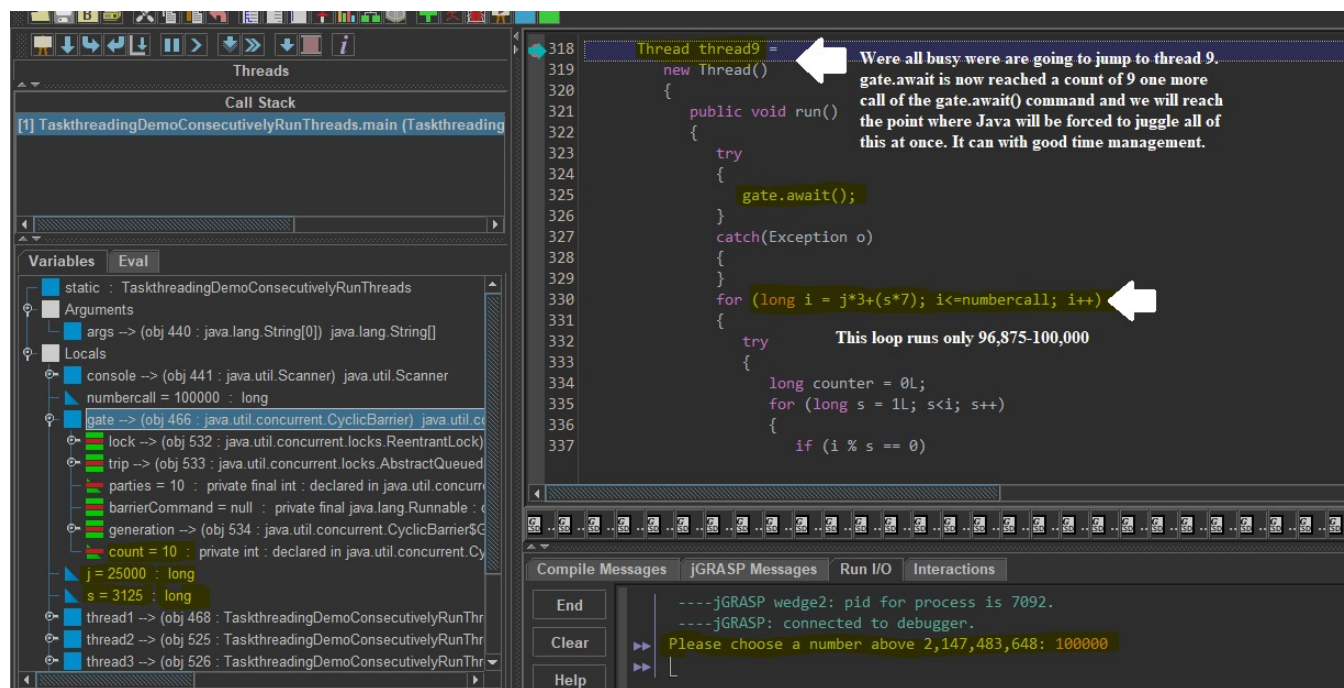 B
i
Threads
Call Stack
[1] TaskthreadingDemoConsecutivelyRunThreads.main (Taskthreading
Variables Eval
static : TaskthreadingDemoConsecutivelyRunThreads
Arguments
args --> (obj 440 : java.lang.String[0]) java.lang.String[]
Locals
console --> (obj 441 : java.util.Scanner) java.util.Scanner
numbercall = 100000 : long
gate --> (obj 466 : java.util.concurrent.CyclicBarrier) java.util.co
lock --> (obj 532 : java.util.concurrent.locks.ReentrantLock)
trip --> (obj 533 : java.util.concurrent.locks.AbstractQueued
parties = 10 : private final int : declared in java.util.concurre
barrierCommand = null : private final java.lang.Runnable : d
generation --> (obj 534 : java.util.concurrent.CyclicBarrier$G
count = 10 : private int : declared in java.util.concurrent.Cy
j = 25000 : long
s = 3125 : long
thread1 --> (obj 468 : TaskthreadingDemoConsecutivelyRunThr
thread2 --> (obj 525 : TaskthreadingDemoConsecutivelyRunThr
thread3 --> (obj 526 : TaskthreadingDemoConsecutivelyRunThr
318 Thread thread9 =
319 new Thread()
320 {
321 public void run()
322 {
323 try
324 {
325 gate.await();
326 }
327 catch(Exception o)
328 {
329 }
330 for (long i = j*3+(s*7); i<=numbercall; i++)
331 {
332 try
333 {
334 long counter = 0L;
335 for (long s = 1L; s<i; s++)
336 {
337 if (i % s == 0)
Were all busy were are going to jump to thread 9.
gate.await is now reached a count of 9 one more
call of the gate.await() command and we will reach
the point where Java will be forced to juggle all of
this at once. It can with good time management.
This loop runs only 96,875-100,000
Compile Messages jGRASP Messages Run I/O Interactions
End
Clear
Help
----jGRASP wedge2: pid for process is 7092.
----jGRASP: connected to debugger.
Please choose a number above 2,147,483,648: 100000